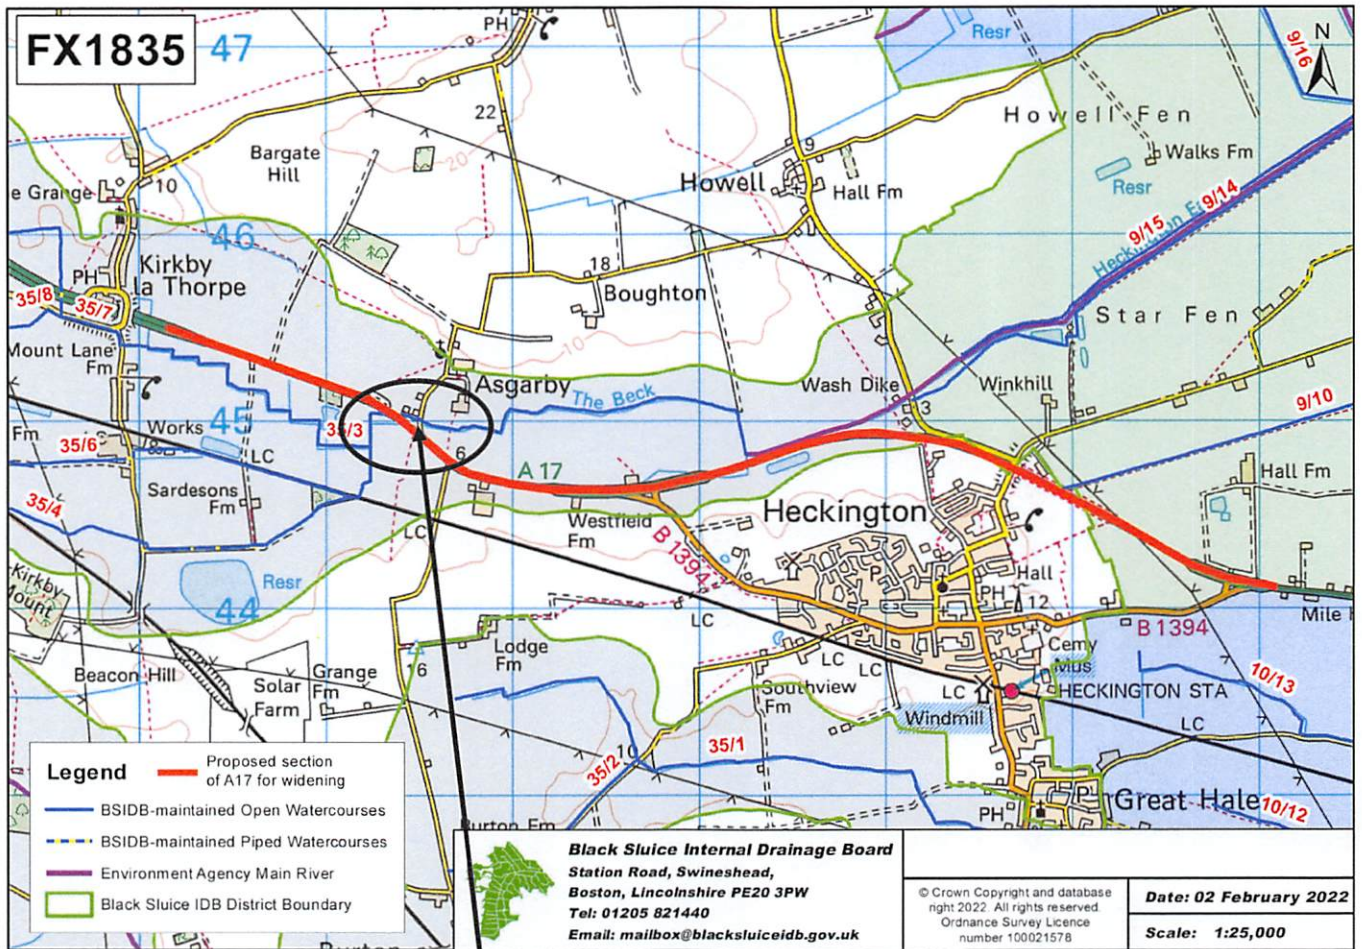 FX1835
47
PH
Resr
9/16
N
22
Howell Fen
Bargate
Hill
20
9
Walks Fm
e Grange
10
Howell
Hall Fm
Resr
9/14
46
9/15
PH
Kirkby
la Thorpe
18
Boughton
35/8
35/7
10
Star Fen
Mount Lane
Fm
Asgarby
The Beck
Wash Dike
Winkhill
3
9/10
45
Fm
35/6
Works
35/3
LC
6
A 17
Hall Fm
Sardesons
Fm
35/4
Heckington
LC
Westfield
Fm
B 1394
P
Kirkby
Mount
Resr
44
Hall
PH
12
LC
B 1394
Mile
Lodge
Fm
6
LC
LC
Cemy
Mus
Beacon Hill
Grange
Fm
Solar
Farm
Southview
Fm
LC
HECKINGTON STA
10/13
Windmill
LC
35/1
10
35/2
Great Hale
P
10/12
PH
Legend
Proposed section
of A17 for widening
BSIDB-maintained Open Watercourses
BSIDB-maintained Piped Watercourses
Environment Agency Main River
Black Sluice IDB District Boundary
Black Sluice Internal Drainage Board
Station Road, Swineshead,
Boston, Lincolnshire PE20 3PW
Tel: 01205 821440
Email: mailbox@blacksluiceidb.gov.uk
© Crown Copyright and database
right 2022. All rights reserved.
Ordnance Survey Licence
number 100021578
Date: 02 February 2022
Scale: 1:25,000